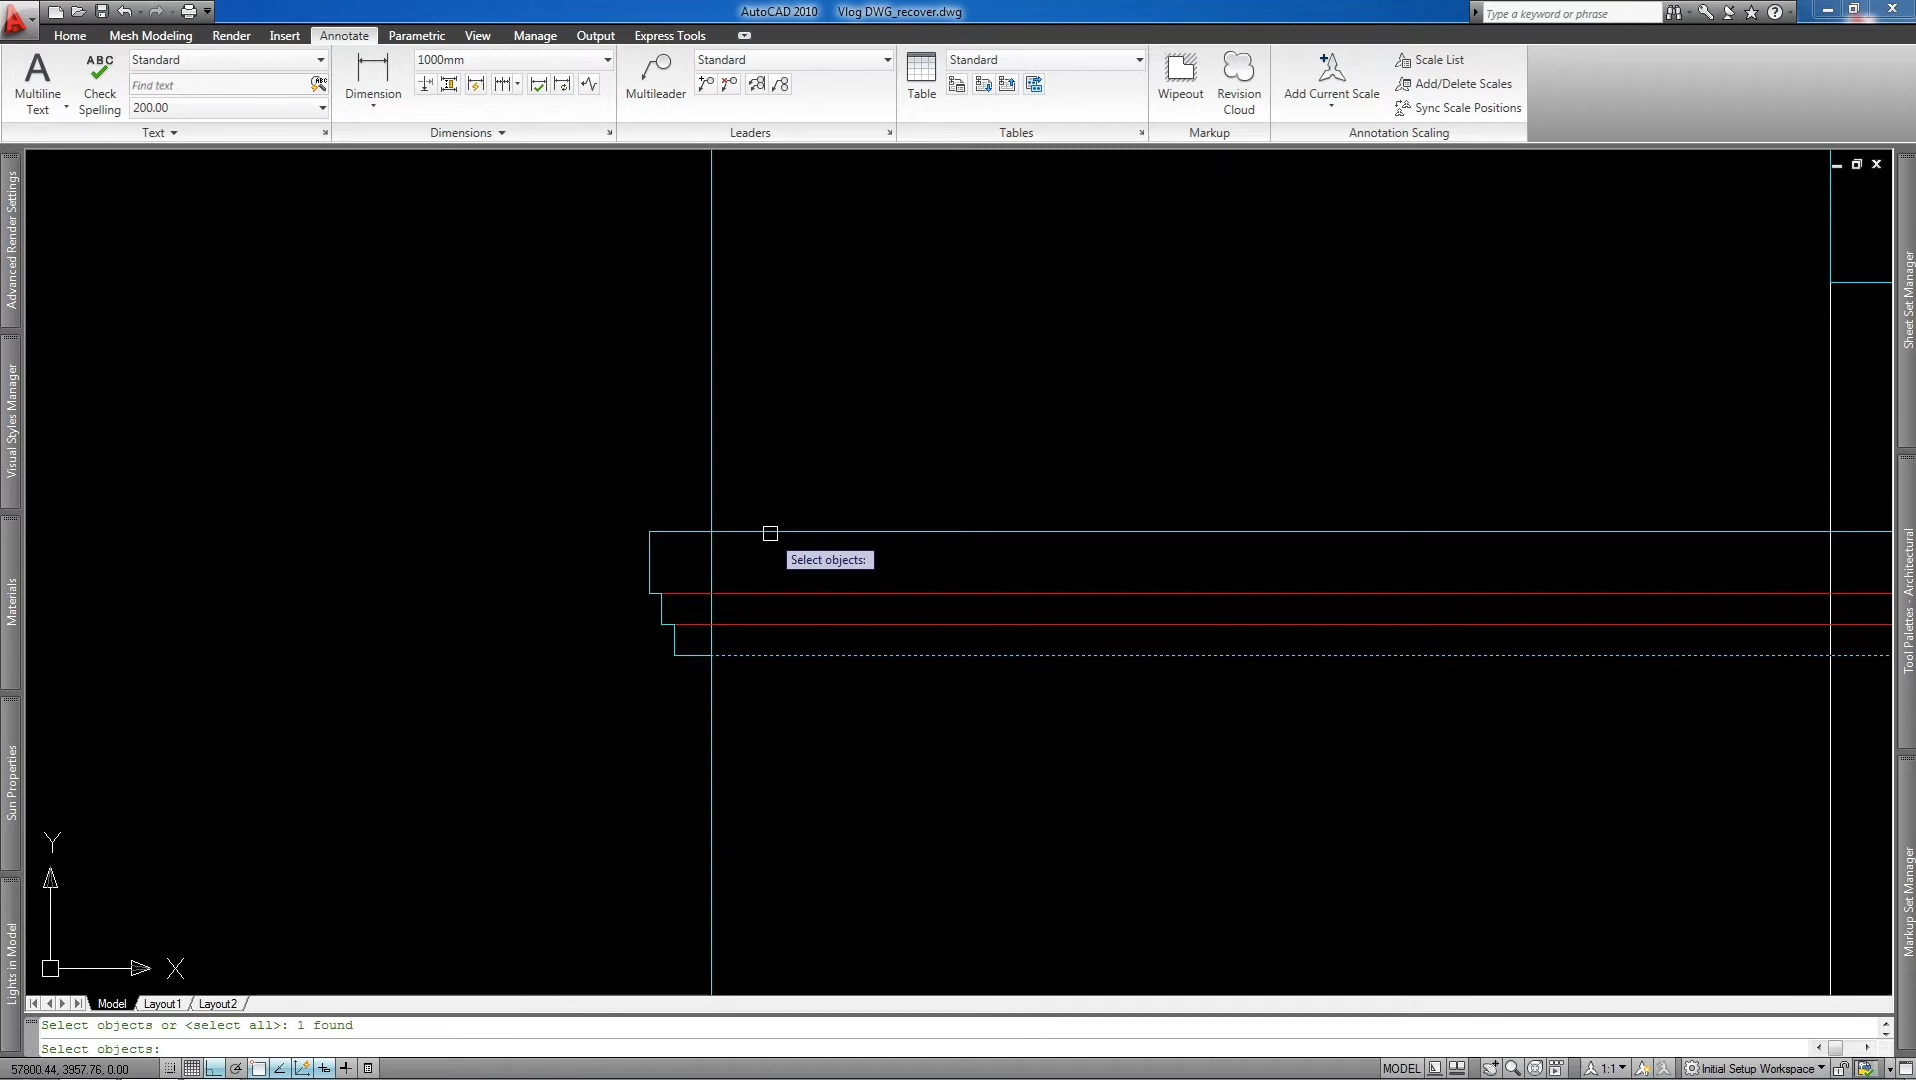 AutoCAD 2010 Vlog DWG_recover.dwg
Type a keyword or phrase
Home Mesh Modeling Render Insert Annotate Parametric View Manage Output Express Tools
Multiline Text
ABC
Check Spelling
Standard
Find text
200.00
Text
Dimension
1000mm
Dimensions
Multileader
Standard
Leaders
Table
Standard
Tables
Wipeout
Revision Cloud
Markup
Add Current Scale
Scale List
Add/Delete Scales
Sync Scale Positions
Annotation Scaling
Advanced Render Settings
Visual Styles Manager
Materials
Sun Properties
Lights in Model
Sheet Set Manager
Tool Palettes - Architectural
Markup Set Manager
Select objects:
Y
X
Model Layout1 Layout2
Select objects or <select all>: 1 found
Select objects:
57800.44, 3957.76, 0.00
MODEL
1:1
Initial Setup Workspace